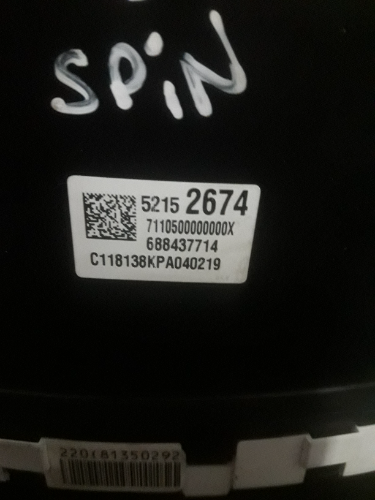 SPiN
5215 2674
7110500000000X
688437714
C118138KPA040219
220181350292